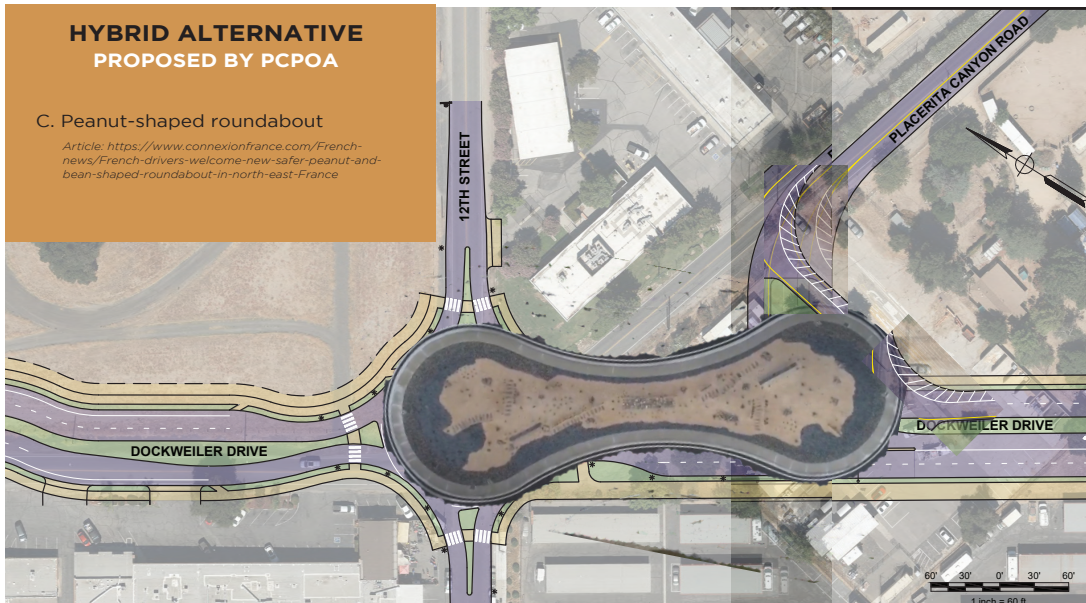 HYBRID ALTERNATIVE
PROPOSED BY PCPOA
C. Peanut-shaped roundabout
Article: https://www.connexionfrance.com/French-
news/French-drivers-welcome-new-safer-peanut-and-
bean-shaped-roundabout-in-north-east-France
12TH STREET
PLACERITA CANYON ROAD
DOCKWEILER DRIVE
DOCKWEILER DRIVE
60' 30' 0' 30' 60'
1 inch = 60 ft.